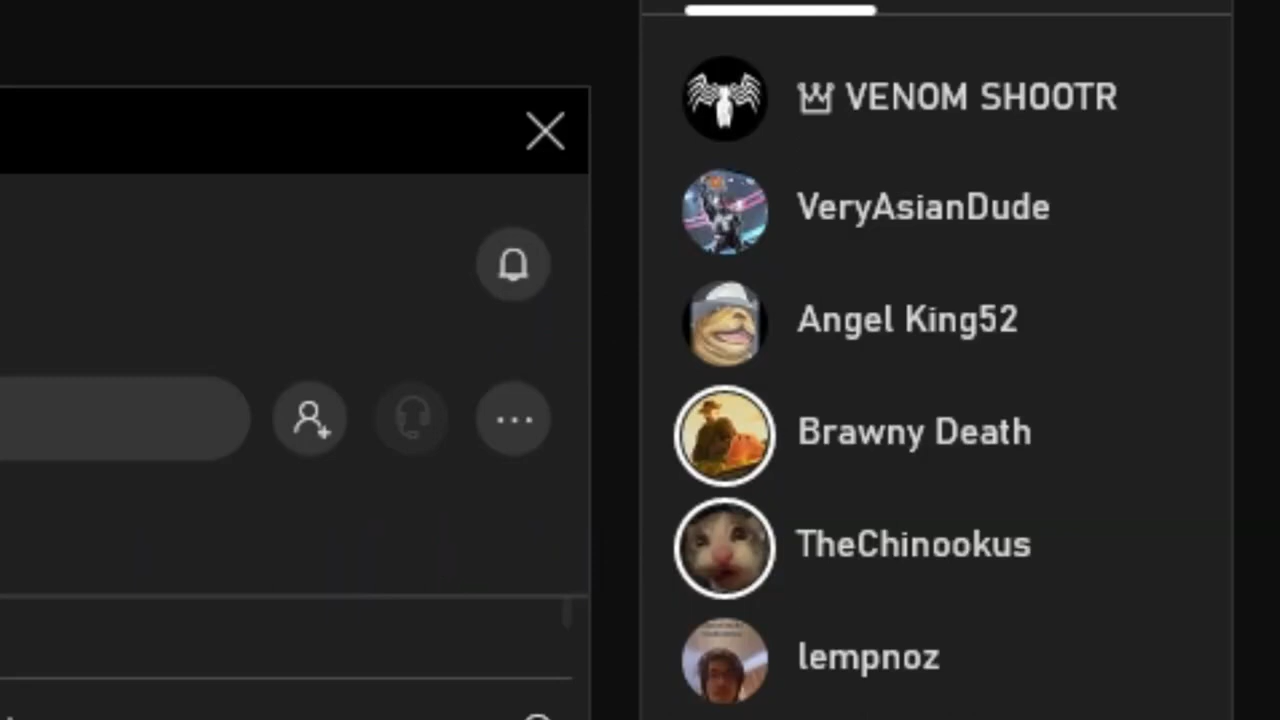 VENOM SHOOTR
VeryAsianDude
Angel King52
Brawny Death
TheChinookus
lempnoz